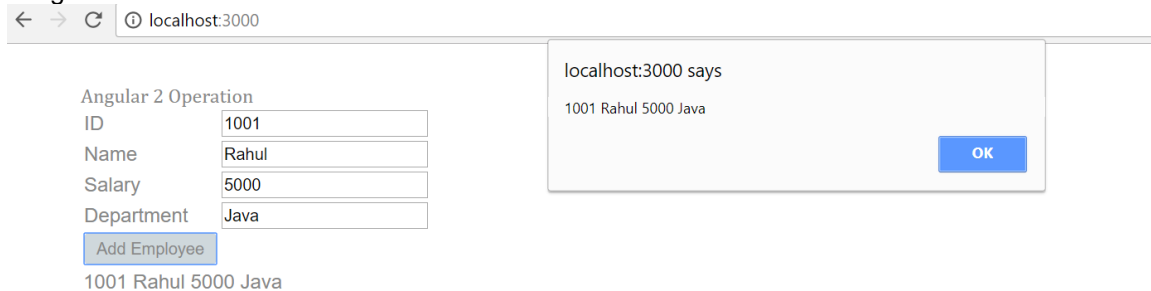 localhost:3000
localhost:3000 says
1001 Rahul 5000 Java
OK
Angular 2 Operation
ID 1001
Name Rahul
Salary 5000
Department Java
Add Employee
1001 Rahul 5000 Java